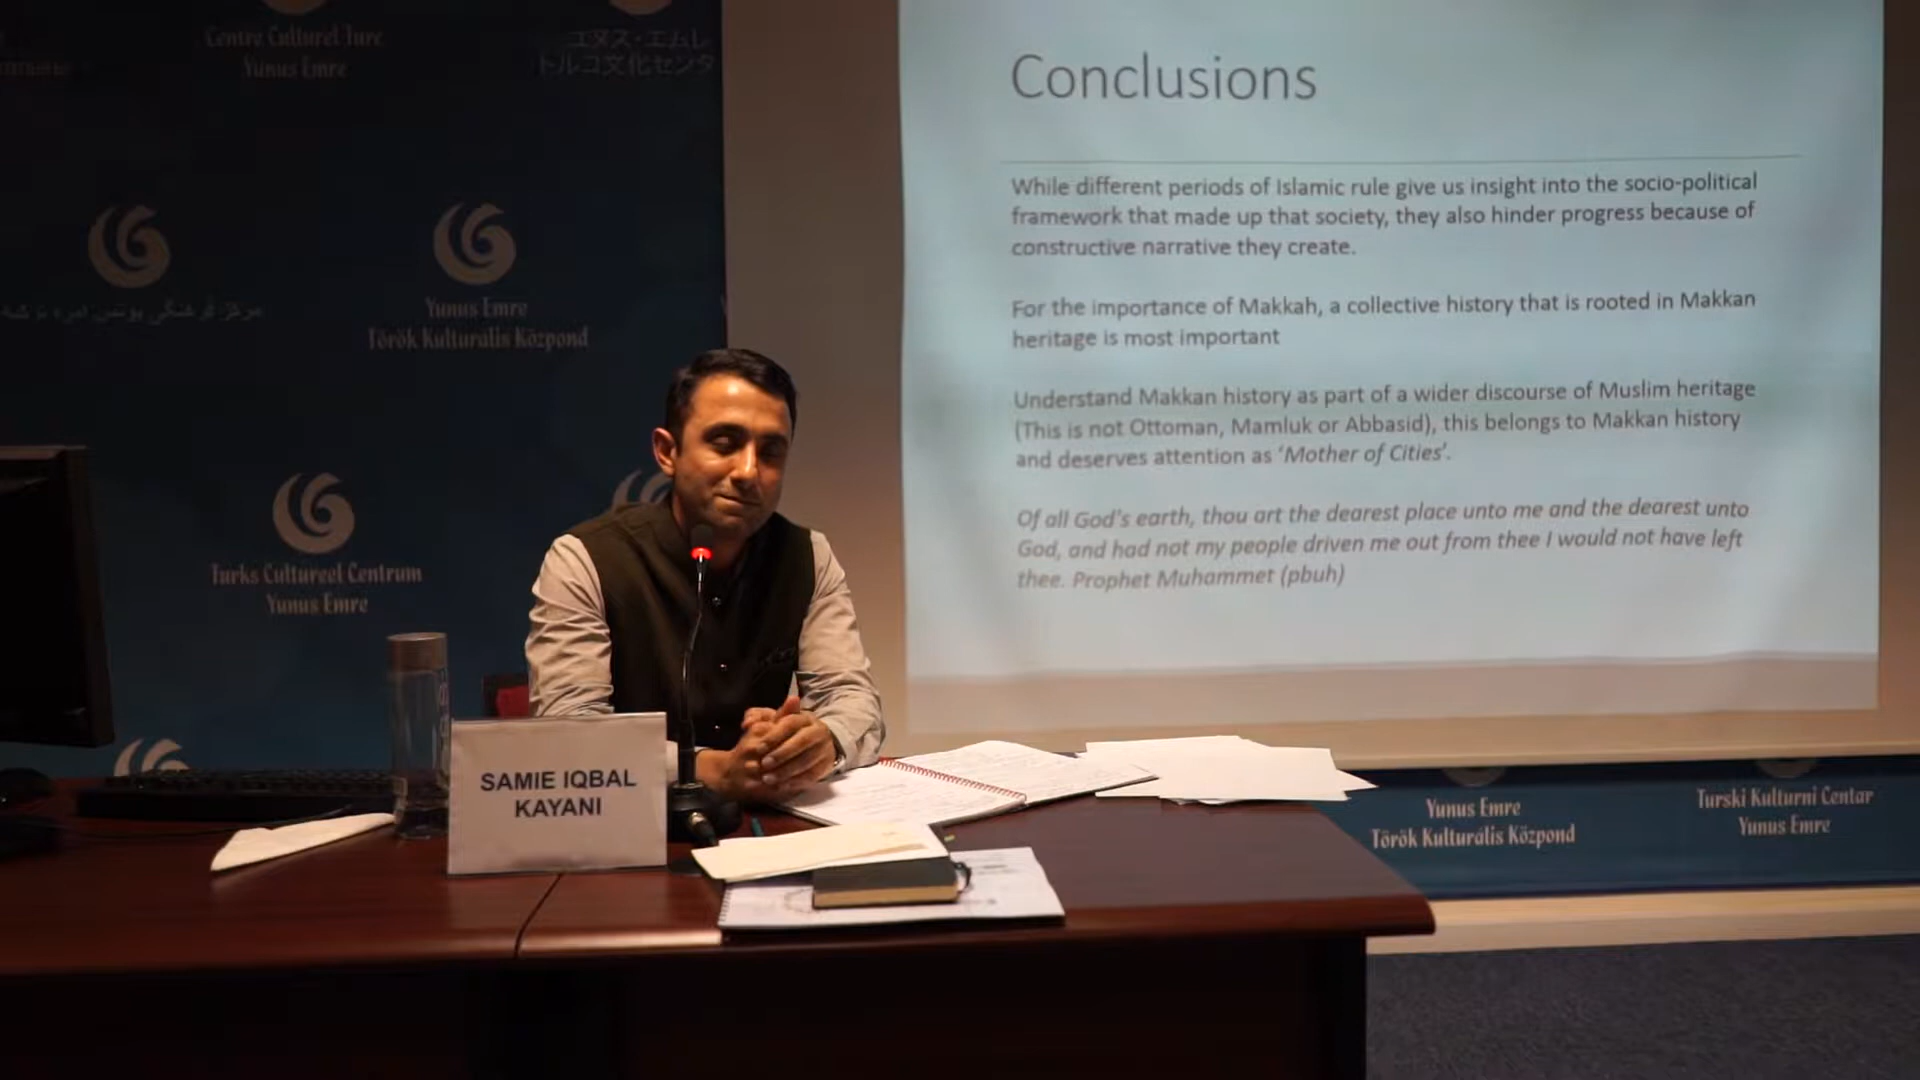 Centre Culturel Turc
Yunus Emre
エヌス・エムレ
トルコ文化センタ
Yunus Emre
Török Kulturális Központ
Turks Cultureel Centrum
Yunus Emre
SAMIE IQBAL
KAYANI
Conclusions
While different periods of Islamic rule give us insight into the socio-political
framework that made up that society, they also hinder progress because of
constructive narrative they create.
For the importance of Makkah, a collective history that is rooted in Makkan
heritage is most important
Understand Makkan history as part of a wider discourse of Muslim heritage
(This is not Ottoman, Mamluk or Abbasid), this belongs to Makkan history
and deserves attention as ‘Mother of Cities’.
Of all God's earth, thou art the dearest place unto me and the dearest unto
God, and had not my people driven me out from thee I would not have left
thee. Prophet Muhammet (pbuh)
Yunus Emre
Török Kulturális Központ
Turski Kulturni Centar
Yunus Emre